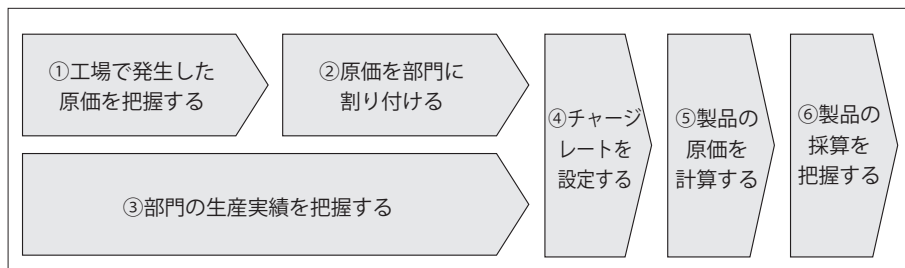 ①工場で発生した
原価を把握する
②原価を部門に
割り付ける
③部門の生産実績を把握する
④チャージ
レートを
設定する
⑤製品の
原価を
計算する
⑥製品の
採算を
把握する